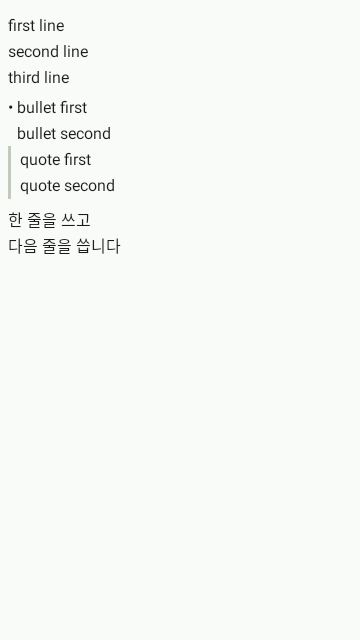 first line
second line
third line
• bullet first
bullet second
quote first
quote second
한 줄을 쓰고
다음 줄을 씁니다